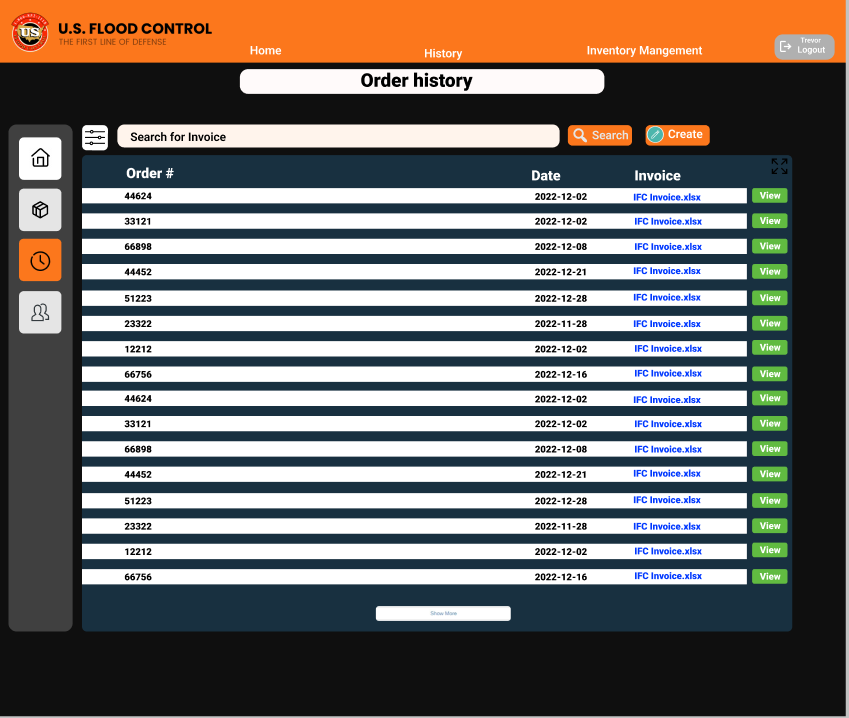 U.S. FLOOD CONTROL
THE FIRST LINE OF DEFENSE
US
Home
History
Inventory Mangement
Trevor
Logout
Order history
Search for Invoice
Search
Create
Order # Date Invoice
44624 2022-12-02 IFC Invoice.xlsx View
33121 2022-12-02 IFC Invoice.xlsx View
66898 2022-12-08 IFC Invoice.xlsx View
44452 2022-12-21 IFC Invoice.xlsx View
51223 2022-12-28 IFC Invoice.xlsx View
23322 2022-11-28 IFC Invoice.xlsx View
12212 2022-12-02 IFC Invoice.xlsx View
66756 2022-12-16 IFC Invoice.xlsx View
44624 2022-12-02 IFC Invoice.xlsx View
33121 2022-12-02 IFC Invoice.xlsx View
66898 2022-12-08 IFC Invoice.xlsx View
44452 2022-12-21 IFC Invoice.xlsx View
51223 2022-12-28 IFC Invoice.xlsx View
23322 2022-11-28 IFC Invoice.xlsx View
12212 2022-12-02 IFC Invoice.xlsx View
66756 2022-12-16 IFC Invoice.xlsx View
Show More